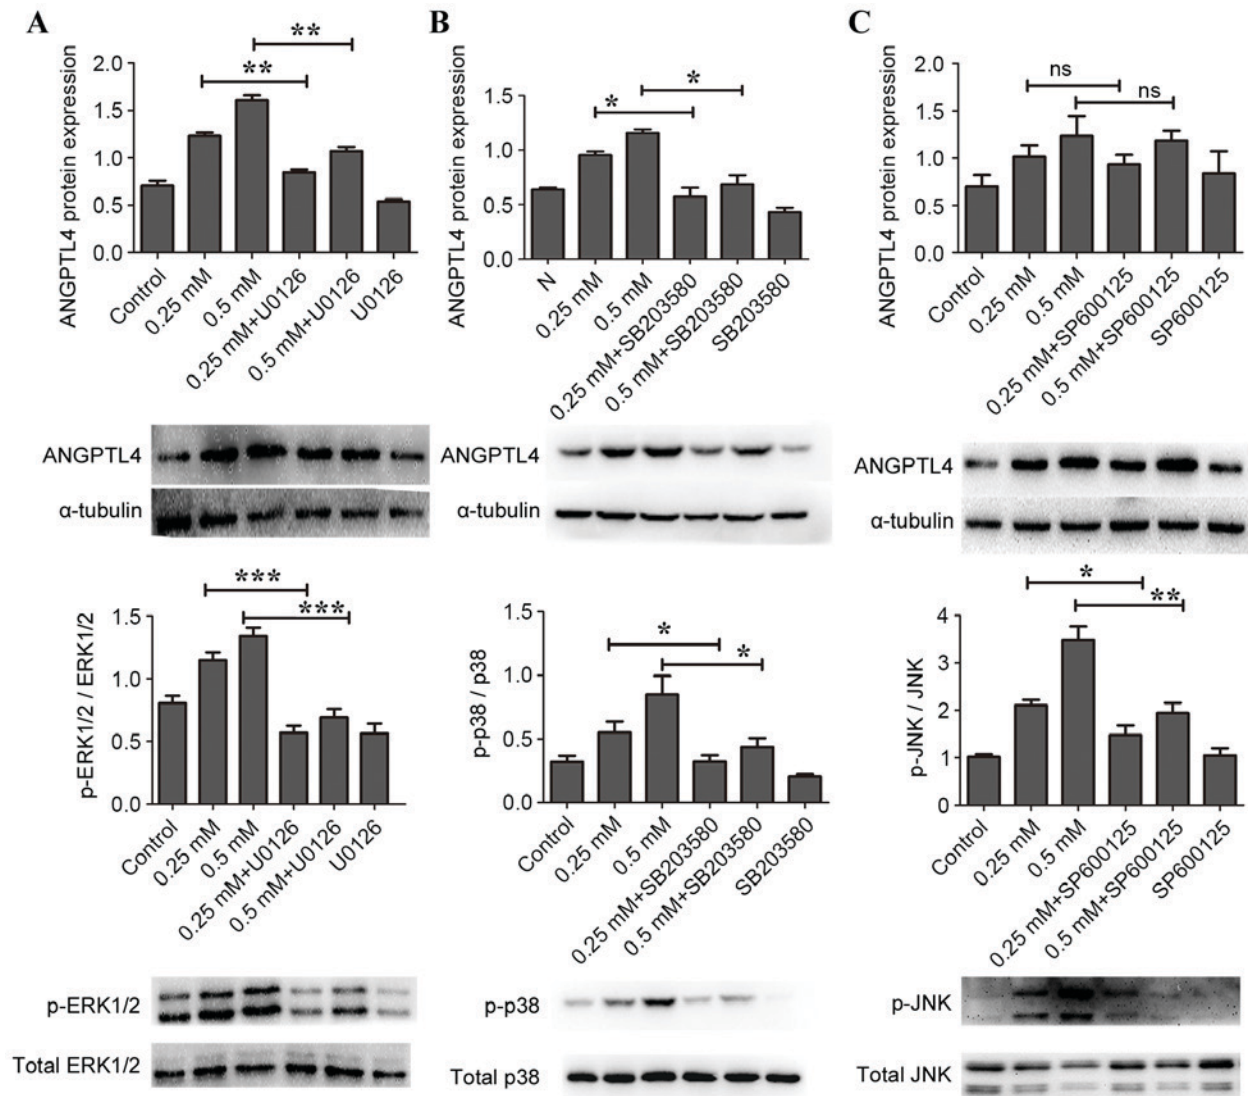 A
**
**
2.0
1.5
1.0
0.5
0.0
ANGPTL4 protein expression
Control
0.25 mM
0.5 mM
0.25 mM+U0126
0.5 mM+U0126
U0126
ANGPTL4
α-tubulin
***
***
1.5
1.0
0.5
0.0
p-ERK1/2 / ERK1/2
Control
0.25 mM
0.5 mM
0.25 mM+U0126
0.5 mM+U0126
U0126
p-ERK1/2
Total ERK1/2
B
*
*
1.5
1.0
0.5
0.0
ANGPTL4 protein expression
N
0.25 mM
0.5 mM
0.25 mM+SB203580
0.5 mM+SB203580
SB203580
ANGPTL4
α-tubulin
*
*
1.5
1.0
0.5
0.0
p-p38 / p38
Control
0.25 mM
0.5 mM
0.25 mM+SB203580
0.5 mM+SB203580
SB203580
p-p38
Total p38
C
ns
ns
2.0
1.5
1.0
0.5
0.0
ANGPTL4 protein expression
Control
0.25 mM
0.5 mM
0.25 mM+SP600125
0.5 mM+SP600125
SP600125
ANGPTL4
α-tubulin
*
**
4
3
2
1
0
p-JNK / JNK
Control
0.25 mM
0.5 mM
0.25 mM+SP600125
0.5 mM+SP600125
SP600125
p-JNK
Total JNK